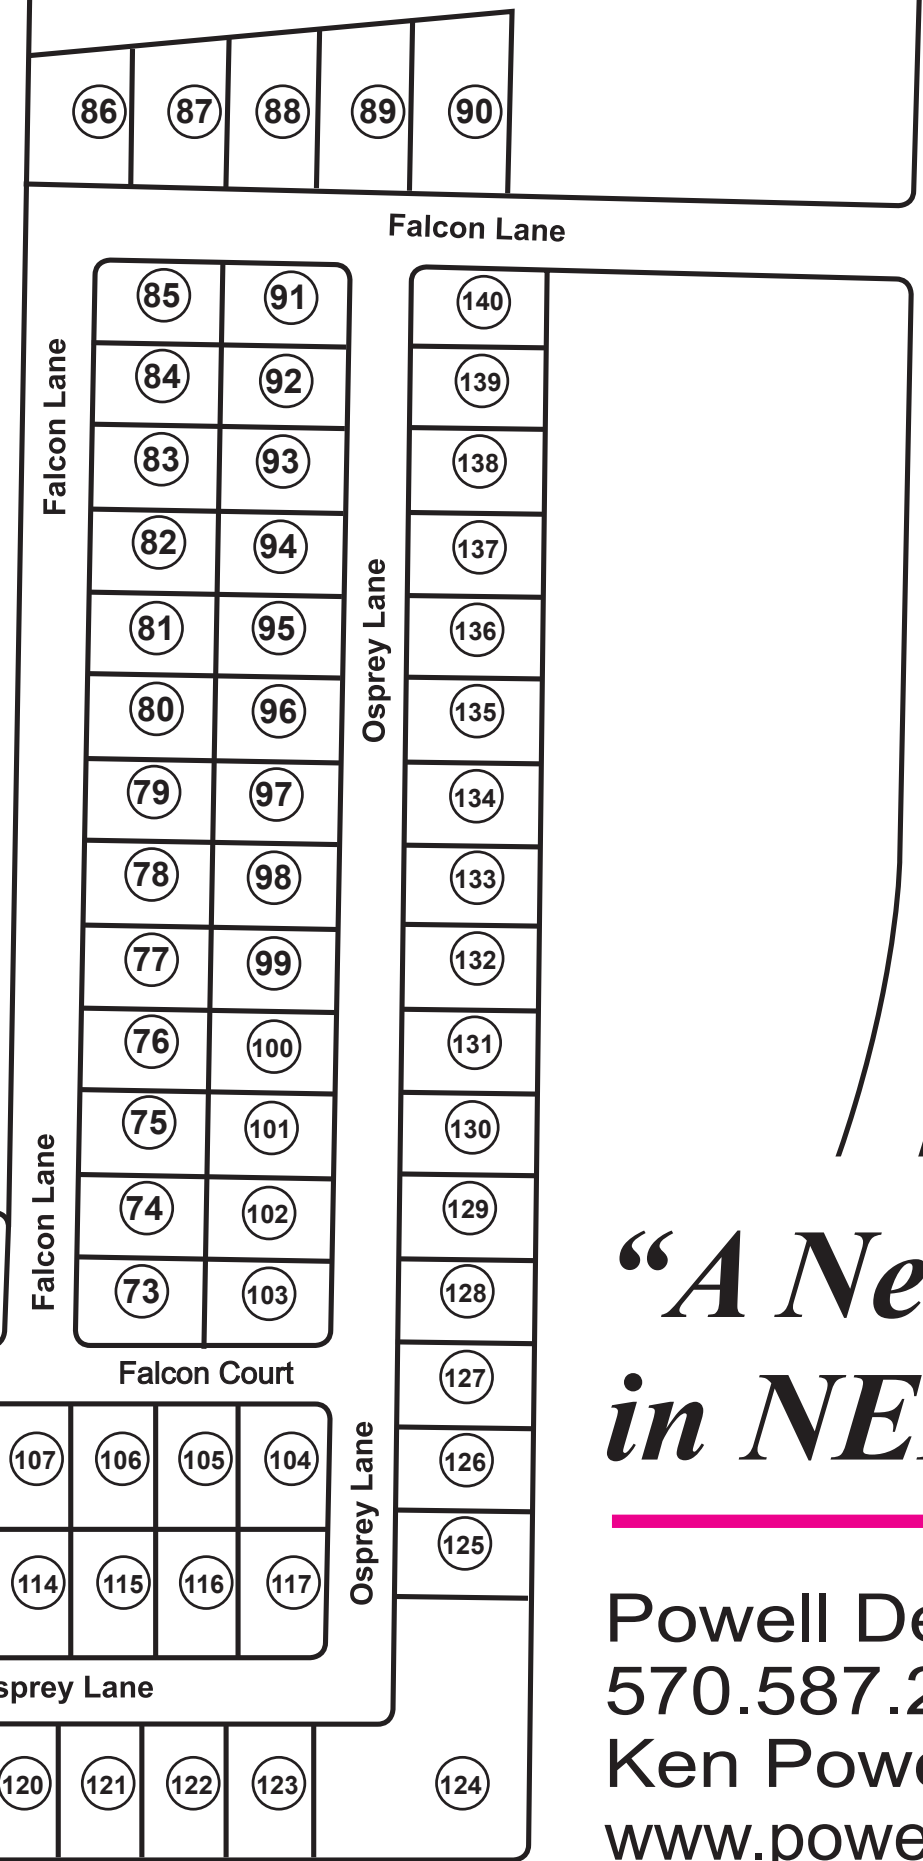 86 87 88 89 90
Falcon Lane
85 91 140
84 92 139
Falcon Lane
83 93 138
82 94 137
81 95 136
Osprey Lane
80 96 135
79 97 134
78 98 133
77 99 132
76 100 131
75 101 130
74 102 129
Falcon Lane
73 103 128
Falcon Court
127
107 106 105 104 126
Osprey Lane
125
114 115 116 117
sprey Lane
120 121 122 123 124
“A Ne
in NE
Powell De
570.587.2
Ken Powe
www.powe